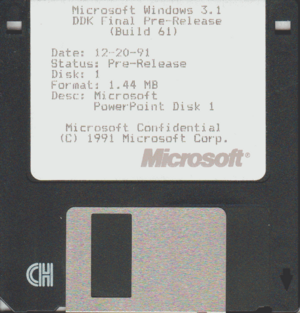 Microsoft Windows 3.1
DDK Final Pre-Release
(Build 61)
Date: 12-20-91
Status: Pre-Release
Disk: 1
Format: 1.44 MB
Desc: Microsoft
PowerPoint Disk 1
Microsoft Confidential
(C) 1991 Microsoft Corp.
Microsoft®
CH